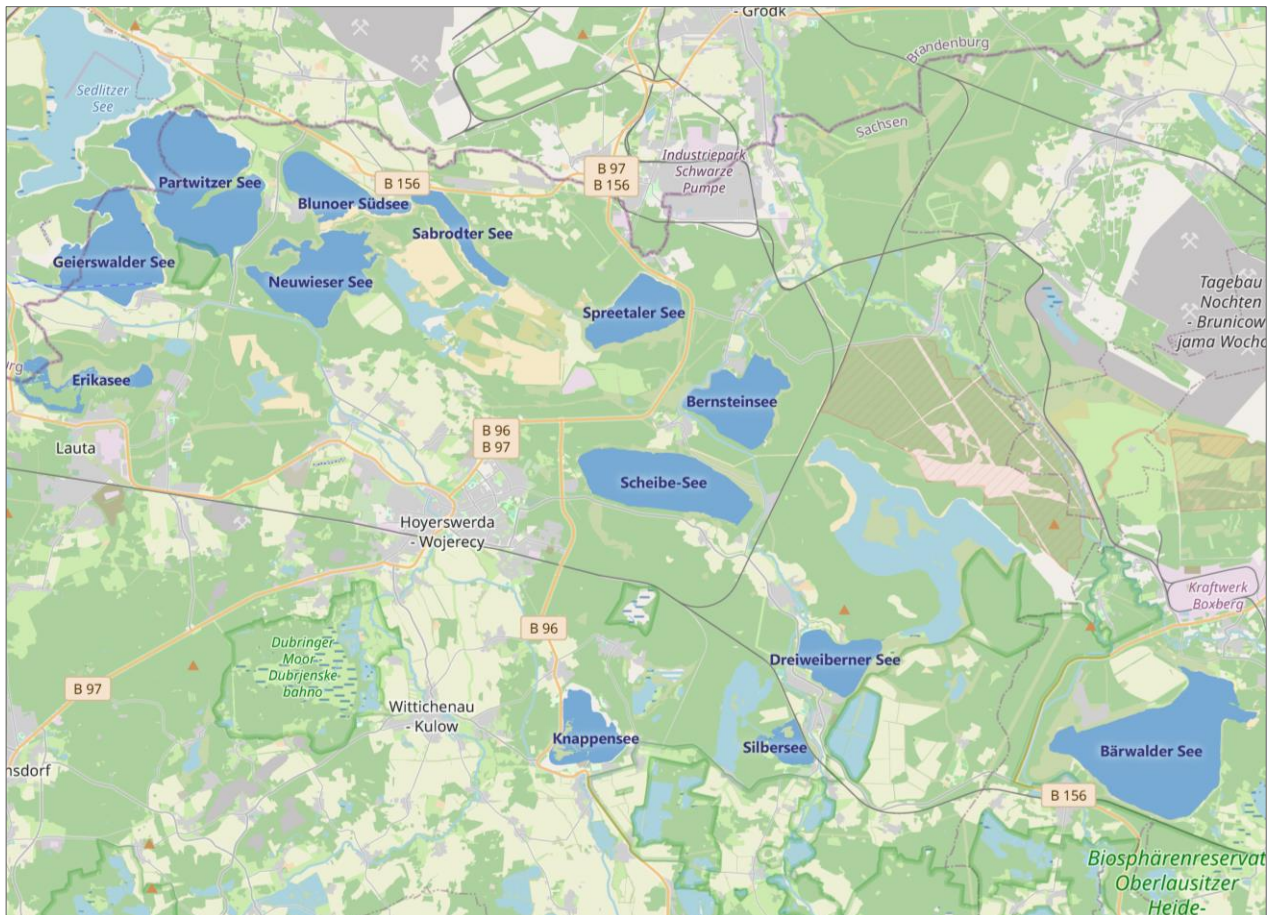 - Grodk
Brandenburg
Sedlitzer
See
Sachsen
Industriepark
Schwarze
Pumpe
B 97
B 156
B 156
Partwitzer See
Blunoer Südsee
Sabrodter See
Geierswalder See
Neuwieser See
Spreetaler See
Tagebau
Nochten
- Brunicow
jama Wocho
Erikasee
Bernsteinsee
B 96
B 97
Lauta
Scheibe-See
Hoyerswerda
- Wojerecy
Kraftwerk
Boxberg
B 96
Dubringer
Moor
Dubrjenske
bahno
Dreiweiberner See
B 97
Wittichenau
- Kulow
Knappensee
Silbersee
Bärwalder See
nsdorf
B 156
Biosphärenreservat
Oberlausitzer
Heide-